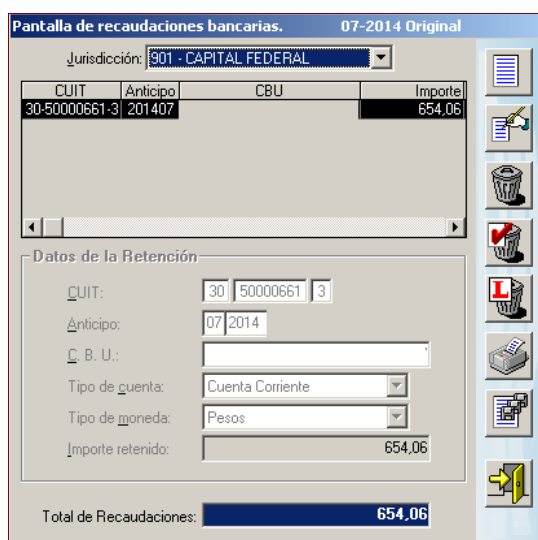 Pantalla de recaudaciones bancarias. 07-2014 Original
Jurisdicción: 901 - CAPITAL FEDERAL
CUIT Anticipo CBU Importe
30-50000661-3 201407 654,06
Datos de la Retención
CUIT: 30 50000661 3
Anticipo: 07 2014
C. B. U.:
Tipo de cuenta: Cuenta Corriente
Tipo de moneda: Pesos
Importe retenido: 654,06
Total de Recaudaciones: 654,06
L